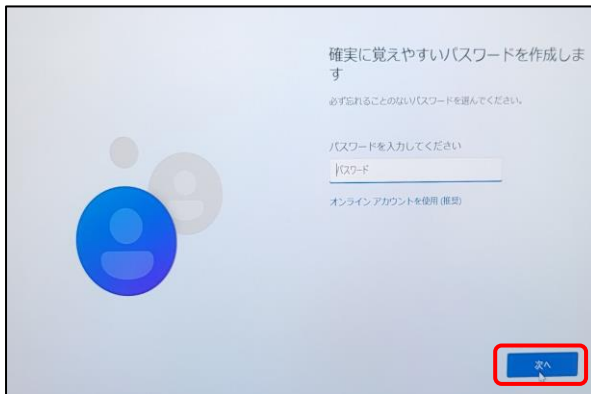 確実に覚えやすいパスワードを作成しま
す
必ず忘れることのないパスワードを選んでください。
パスワードを入力してください
パスワード
オンライン アカウントを使用 (推奨)
次へ